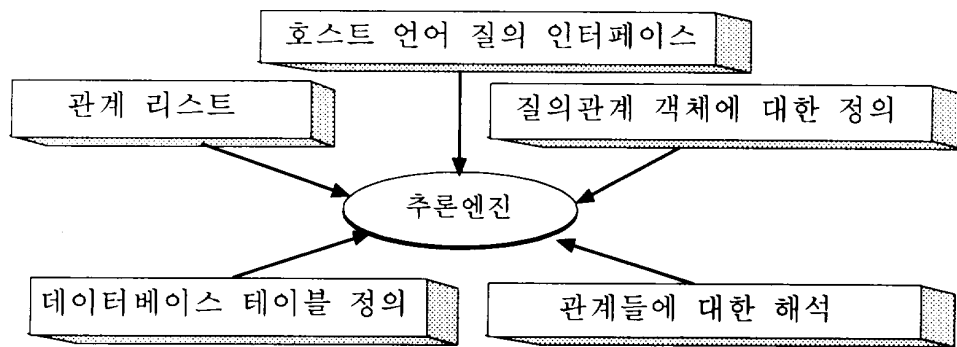 호스트 언어 질의 인터페이스
관계 리스트
질의관계 객체에 대한 정의
추론엔진
데이터베이스 테이블 정의
관계들에 대한 해석